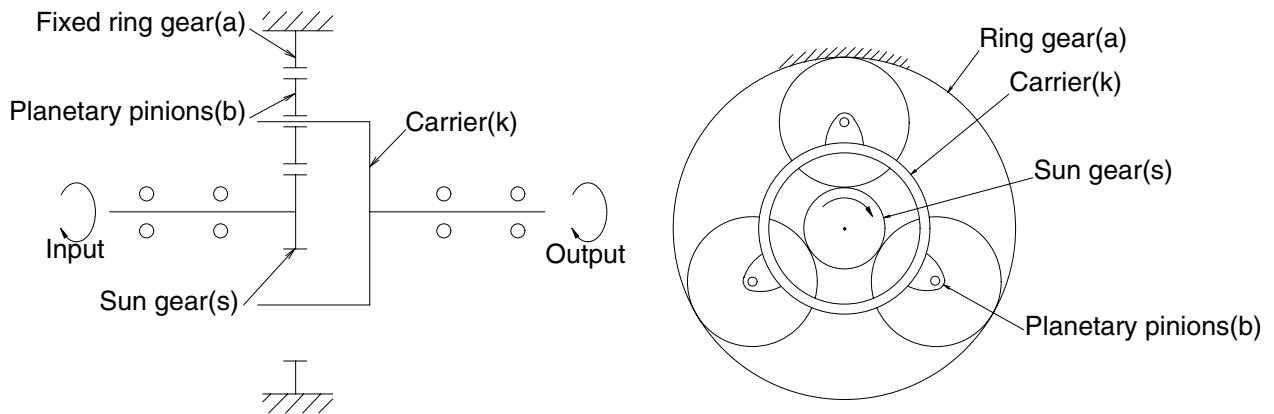 Fixed ring gear(a)
Planetary pinions(b)
Carrier(k)
Input
Output
Sun gear(s)
Ring gear(a)
Carrier(k)
Sun gear(s)
Planetary pinions(b)